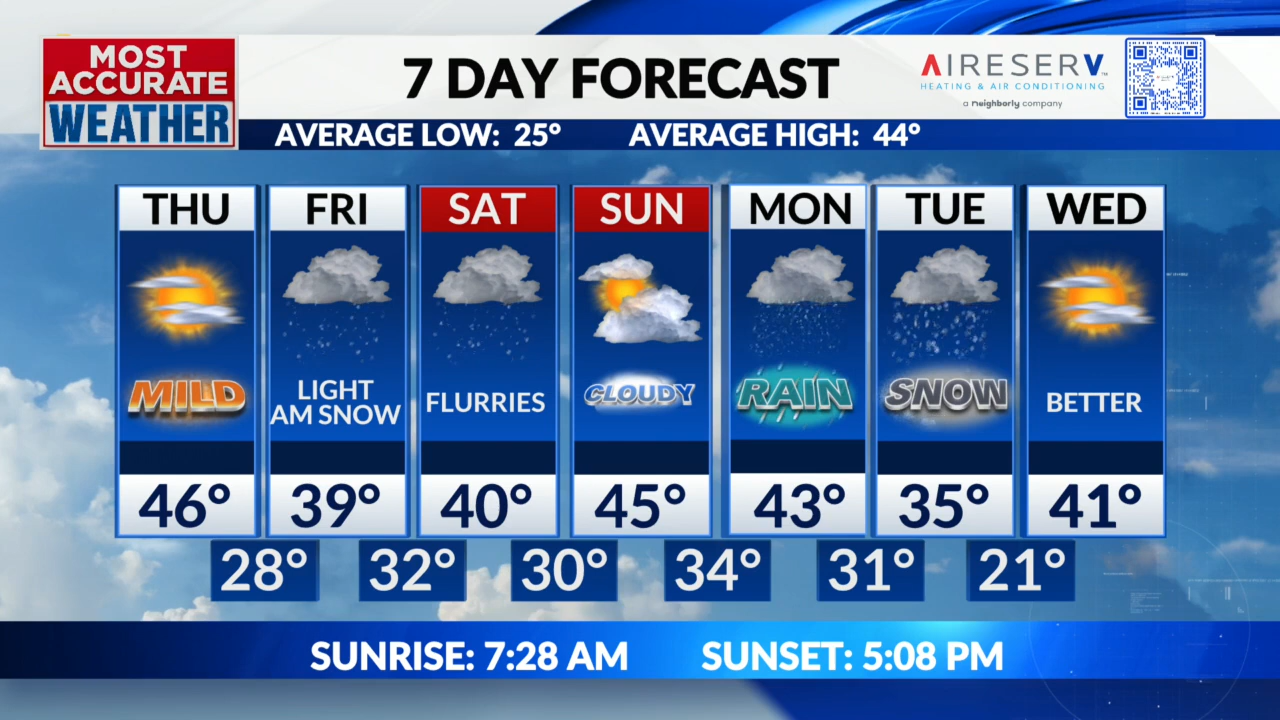 MOST
ACCURATE
WEATHER
7 DAY FORECAST
AIRESERV™
HEATING & AIR CONDITIONING
a neighborly company
AVERAGE LOW: 25° AVERAGE HIGH: 44°
THU FRI SAT SUN MON TUE WED
MILD
LIGHT
AM SNOW
FLURRIES
CLOUDY
RAIN
SNOW
BETTER
46° 39° 40° 45° 43° 35° 41°
28° 32° 30° 34° 31° 21°
SUNRISE: 7:28 AM SUNSET: 5:08 PM